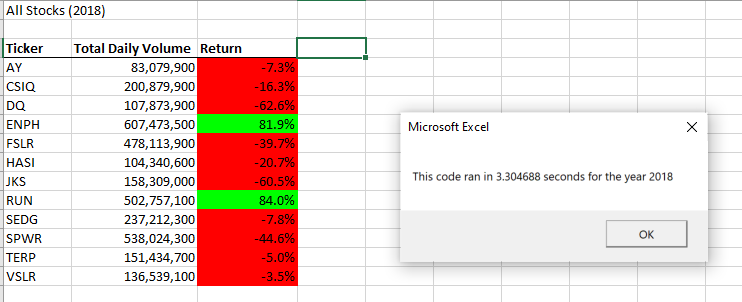 All Stocks (2018)
Ticker Total Daily Volume Return
AY 83,079,900 -7.3%
CSIQ 200,879,900 -16.3%
DQ 107,873,900 -62.6%
ENPH 607,473,500 81.9%
FSLR 478,113,900 -39.7%
HASI 104,340,600 -20.7%
JKS 158,309,000 -60.5%
RUN 502,757,100 84.0%
SEDG 237,212,300 -7.8%
SPWR 538,024,300 -44.6%
TERP 151,434,700 -5.0%
VSLR 136,539,100 -3.5%
Microsoft Excel
This code ran in 3.304688 seconds for the year 2018
OK